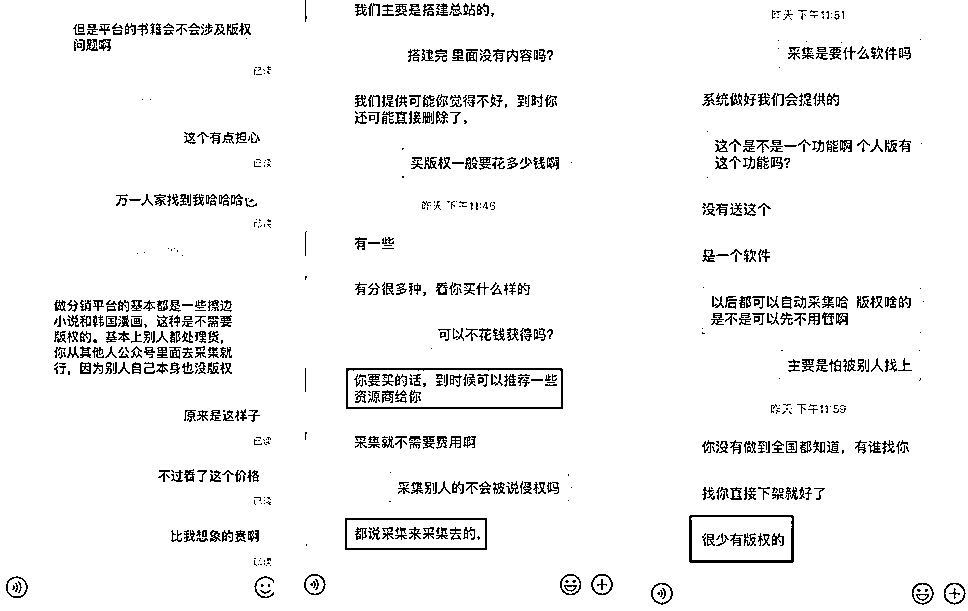 但是平台的书籍会不会涉及版权
问题啊
已读
这个有点担心
已读
万一人家找到我哈哈哈
已读
做分销平台的基本都是一些擦边
小说和韩国漫画，这种是不需要
版权的。基本上别人都处理货，
你从其他人公众号里面去采集就
行，因为别人自己本身也没版权
原来是这样子
已读
不过看了这个价格
已读
比我想象的贵啊
已读
我们主要是搭建总站的，
搭建完 里面没有内容吗？
我们提供可能你觉得不好，到时你
还可能直接删除了，
买版权一般要花多少钱啊
昨天 下午11:46
有一些
有分很多种，看你买什么样的
可以不花钱获得吗？
你要买的话，到时候可以推荐一些
资源商给你
采集就不需要费用啊
采集别人的不会被说侵权吗
都说采集来采集去的，
昨天 下午11:51
采集是要什么软件吗
系统做好我们会提供的
这个是不是一个功能啊 个人版有
这个功能吗？
没有送这个
是一个软件
以后都可以自动采集哈 版权啥的
是不是可以先不用管啊
主要是怕被别人找上
昨天 下午11:59
你没有做到全国都知道，有谁找你
找你直接下架就好了
很少有版权的